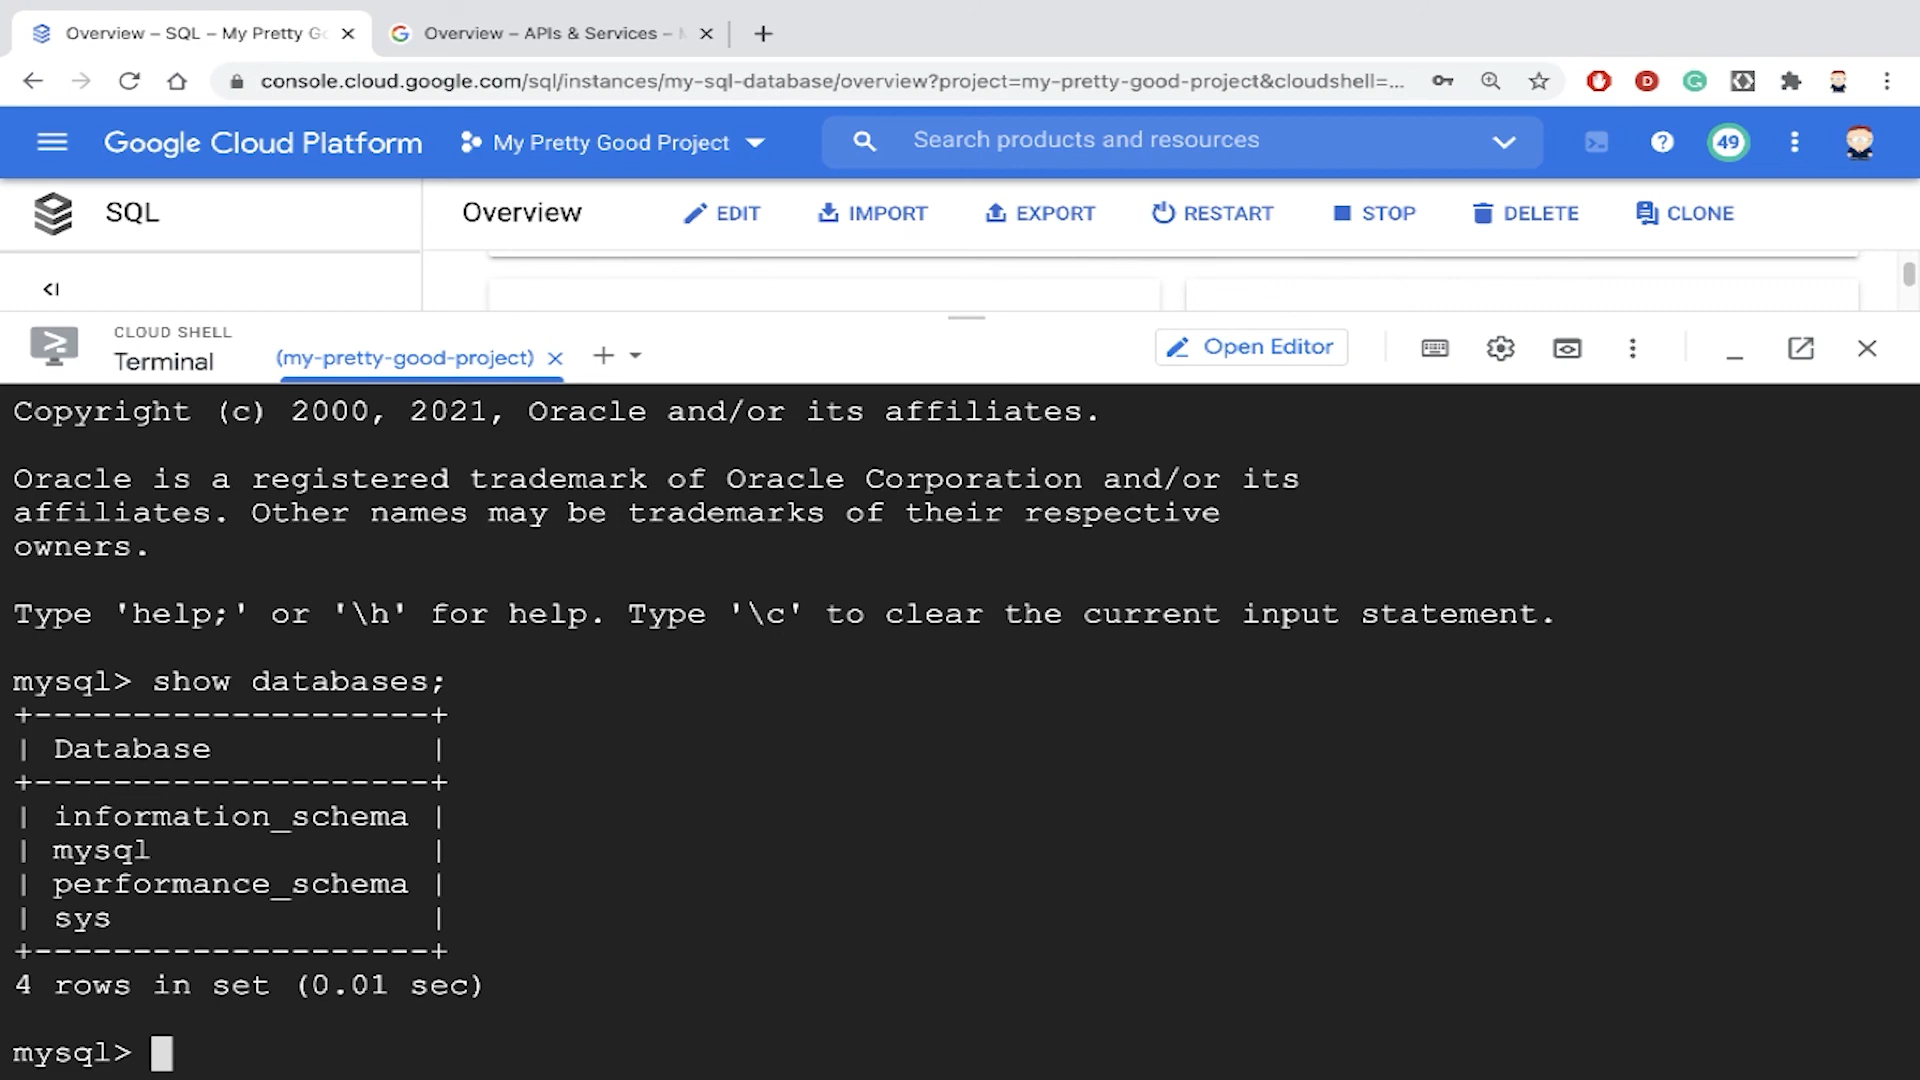 Overview – SQL – My Pretty G
Overview – APIs & Services –
console.cloud.google.com/sql/instances/my-sql-database/overview?project=my-pretty-good-project&cloudshell=...
Google Cloud Platform
My Pretty Good Project
Search products and resources
49
SQL
Overview
EDIT
IMPORT
EXPORT
RESTART
STOP
DELETE
CLONE
CLOUD SHELL
Terminal
(my-pretty-good-project)
Open Editor
Copyright (c) 2000, 2021, Oracle and/or its affiliates.
Oracle is a registered trademark of Oracle Corporation and/or its
affiliates. Other names may be trademarks of their respective
owners.
Type 'help;' or '\h' for help. Type '\c' to clear the current input statement.
mysql> show databases;
+--------------------+
| Database           |
+--------------------+
| information_schema |
| mysql              |
| performance_schema |
| sys                |
+--------------------+
4 rows in set (0.01 sec)
mysql>